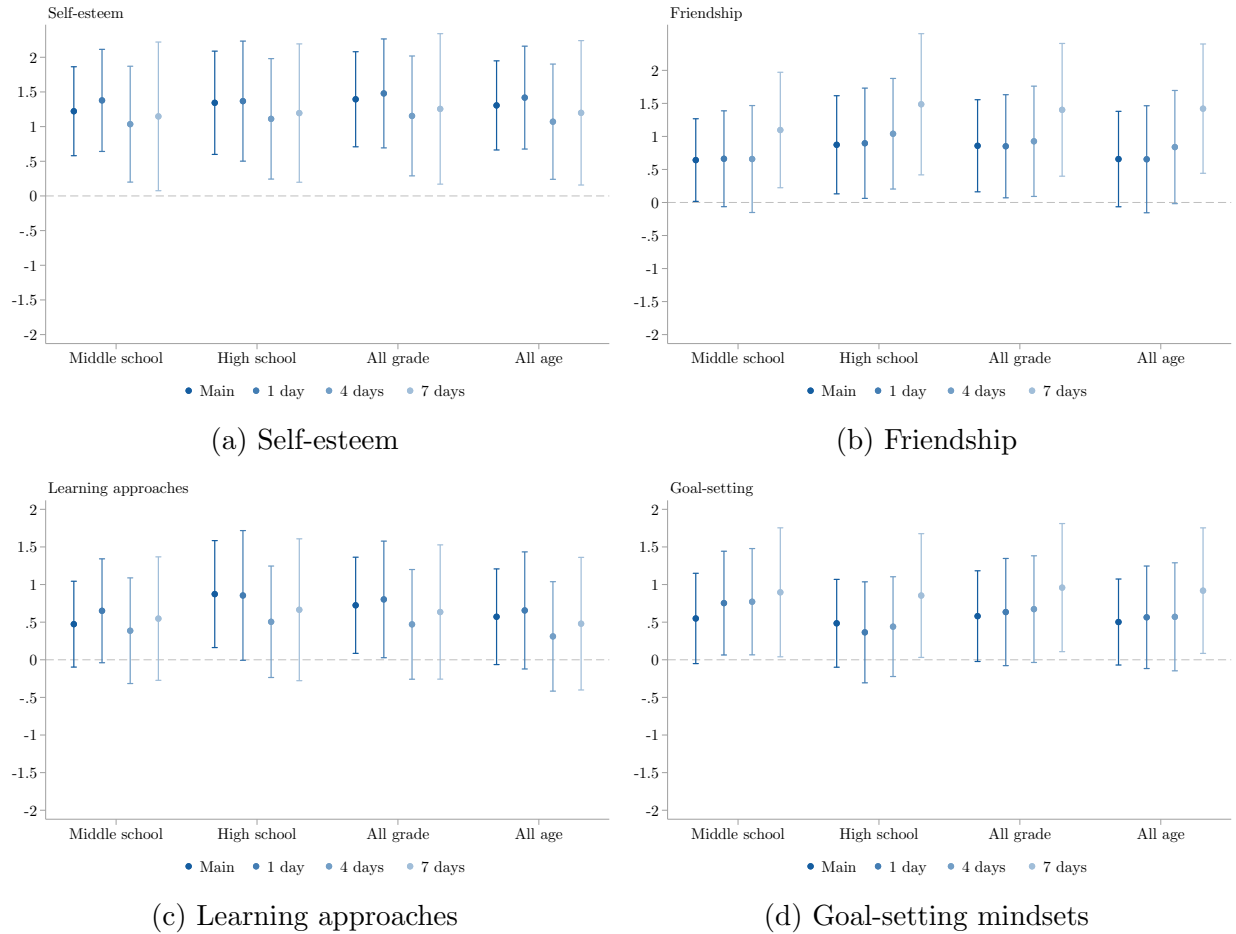 Self-esteem
2
1.5
1
.5
0
-.5
-1
-1.5
-2
Middle school High school All grade All age
Main 1 day 4 days 7 days
(a) Self-esteem
Friendship
2
1.5
1
.5
0
-.5
-1
-1.5
-2
Middle school High school All grade All age
Main 1 day 4 days 7 days
(b) Friendship
Learning approaches
2
1.5
1
.5
0
-.5
-1
-1.5
-2
Middle school High school All grade All age
Main 1 day 4 days 7 days
(c) Learning approaches
Goal-setting
2
1.5
1
.5
0
-.5
-1
-1.5
-2
Middle school High school All grade All age
Main 1 day 4 days 7 days
(d) Goal-setting mindsets